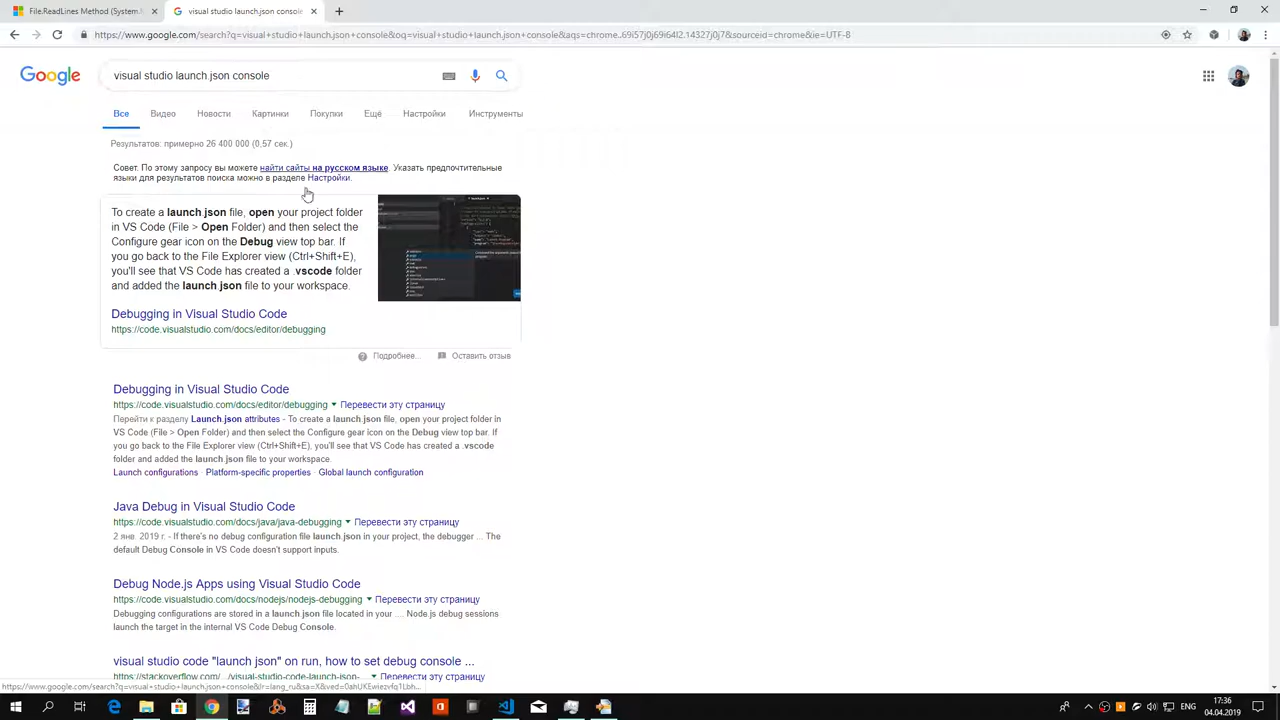 File.ReadLines Method (System.I
visual studio launch.json console
https://www.google.com/search?q=visual+studio+launch.json+console&oq=visual+studio+launch.json+console&aqs=chrome..69i57j0j69i64l2.14327j0j7&sourceid=chrome&ie=UTF-8
Google
visual studio launch.json console
Все Видео Новости Картинки Покупки Ещё Настройки Инструменты
Результатов: примерно 26 400 000 (0,57 сек.)
Совет. По этому запросу вы можете найти сайты на русском языке. Указать предпочтительные
языки для результатов поиска можно в разделе Настройки.
To create a launch json file, open your project folder
in VS Code (File > Open Folder) and then select the
Configure gear icon on the Debug view top bar. If
you go back to the File Explorer view (Ctrl+Shift+E),
you'll see that VS Code has created a .vscode folder
and added the launch json file to your workspace.
Debugging in Visual Studio Code
https://code.visualstudio.com/docs/editor/debugging
Подробнее... Оставить отзыв
Debugging in Visual Studio Code
https://code.visualstudio.com/docs/editor/debugging Перевести эту страницу
Перейти к разделу Launch.json attributes - To create a launch.json file, open your project folder in
VS Code (File > Open Folder) and then select the Configure gear icon on the Debug view top bar. If
you go back to the File Explorer view (Ctrl+Shift+E), you'll see that VS Code has created a .vscode
folder and added the launch.json file to your workspace.
Launch configurations · Platform-specific properties · Global launch configuration
Java Debug in Visual Studio Code
https://code.visualstudio.com/docs/java/java-debugging Перевести эту страницу
2 янв. 2019 г. - If there's no debug configuration file launch.json in your project, the debugger ... The
default Debug Console in VS Code doesn't support inputs.
Debug Node.js Apps using Visual Studio Code
https://code.visualstudio.com/docs/nodejs/nodejs-debugging Перевести эту страницу
Debugging configurations are stored in a launch json file located in your .... Node.js debug sessions
launch the target in the internal VS Code Debug Console.
visual studio code "launch json" on run, how to set debug console ...
https://stackoverflow.com/.../visual-studio-code-launch-json-... Перевести эту страницу
ENG
17:36
04.04.2019